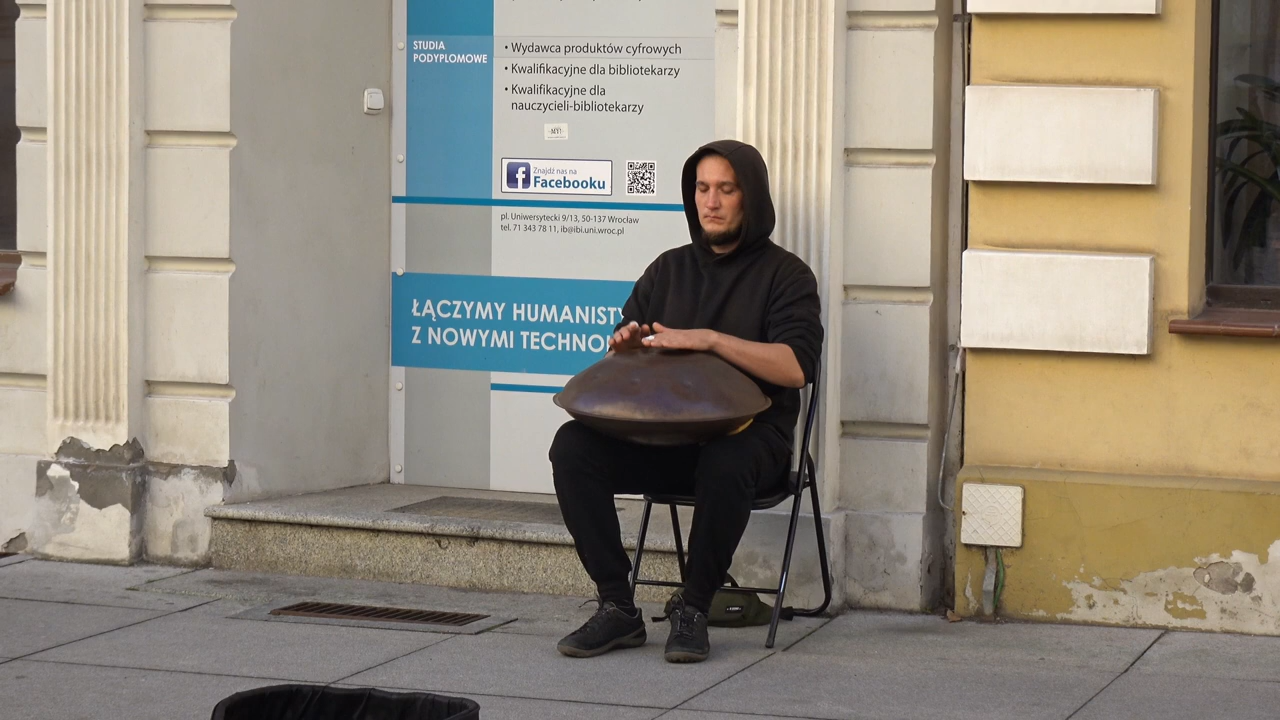 STUDIA
PODYPLOMOWE
• Wydawca produktów cyfrowych
• Kwalifikacyjne dla bibliotekarzy
• Kwalifikacyjne dla
nauczycieli-bibliotekarzy
Znajdź nas na
Facebooku
pl. Uniwersytecki 9/13, 50-137 Wrocław
tel. 71 343 78 11, ib@ibi.uni.wroc.pl
ŁĄCZYMY HUMANISTY
Z NOWYMI TECHNOL